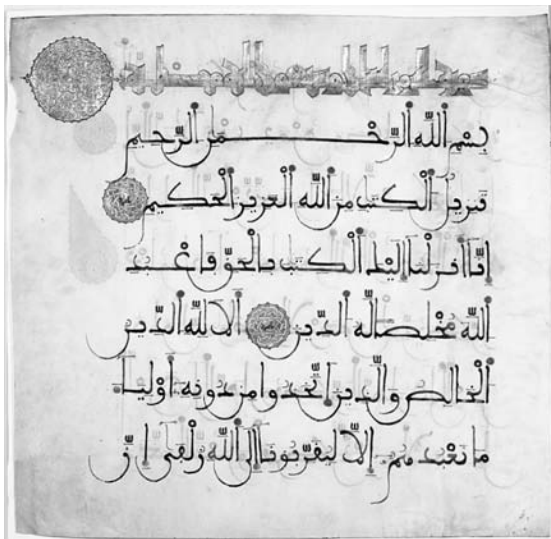 بسم الله الرحمن الرحيم
تنزيل الكتب من الله العزيز الحكيم
إنا أنزلنا إليك الكتب بالحق فاعبد
الله مخلصا له الدين ألا لله الدين
الخالص والذين اتخذوا من دونه أولياء
ما نعبدهم إلا ليقربونا إلى الله زلفى إن